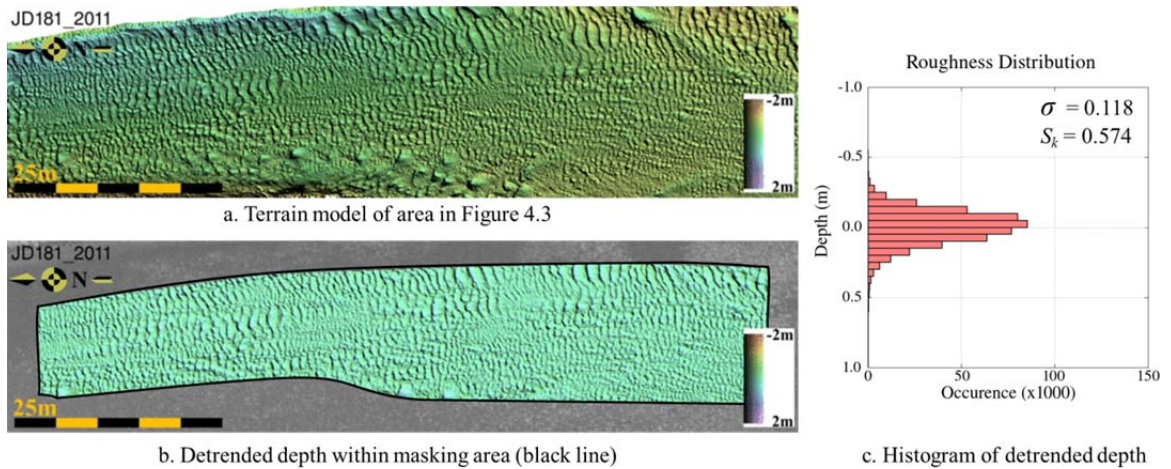 JD181_2011
N
-2m
25m
2m
a. Terrain model of area in Figure 4.3
JD181_2011
N
-2m
25m
2m
b. Detrended depth within masking area (black line)
Roughness Distribution
-1.0
σ = 0.118
Sₖ = 0.574
-0.5
Depth (m)
0.0
0.5
1.0
0 50 100 150
Occurence (x1000)
c. Histogram of detrended depth